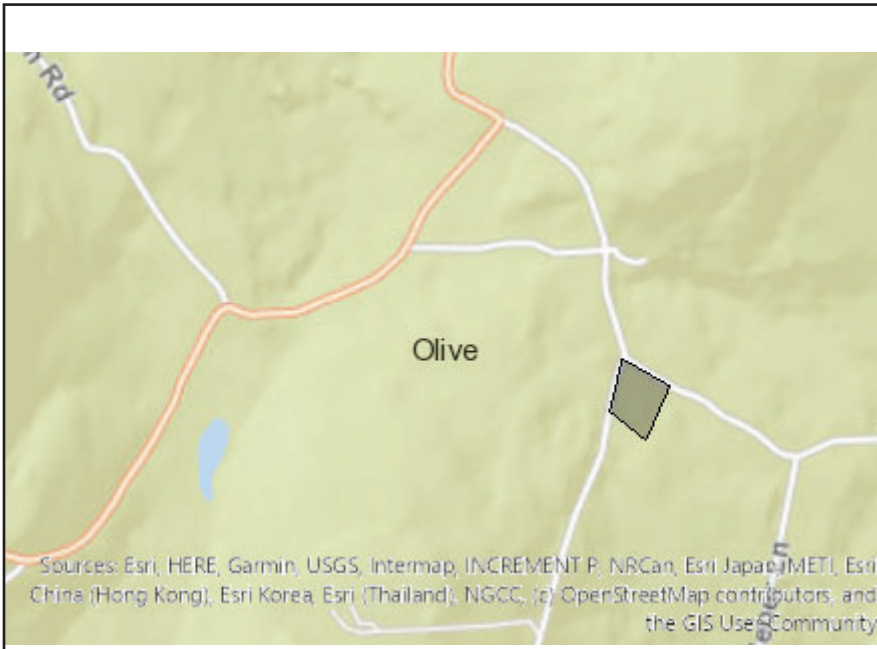 Rd
Olive
Sources: Esri, HERE, Garmin, USGS, Intermap, INCREMENT P, NRCan, Esri Japan, METI, Esri
China (Hong Kong), Esri Korea, Esri (Thailand), NGCC, (c) OpenStreetMap contributors, and
the GIS User Community